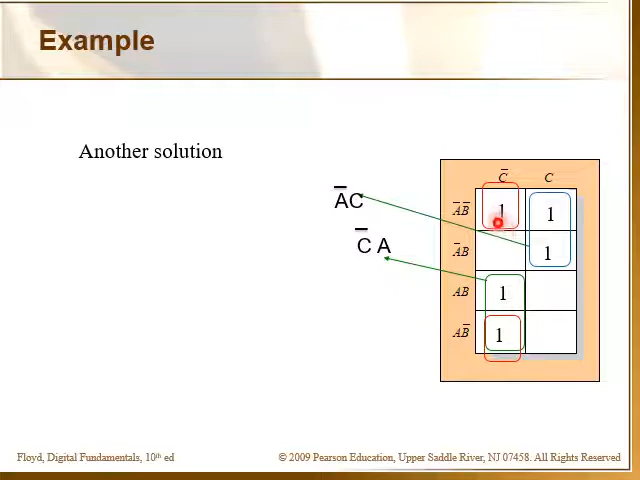 Example
Another solution
A̅C
C̅ A
C̅ C
A̅B̅ 1 1
A̅B 1
AB 1
AB̅ 1
Floyd, Digital Fundamentals, 10th ed © 2009 Pearson Education, Upper Saddle River, NJ 07458. All Rights Reserved